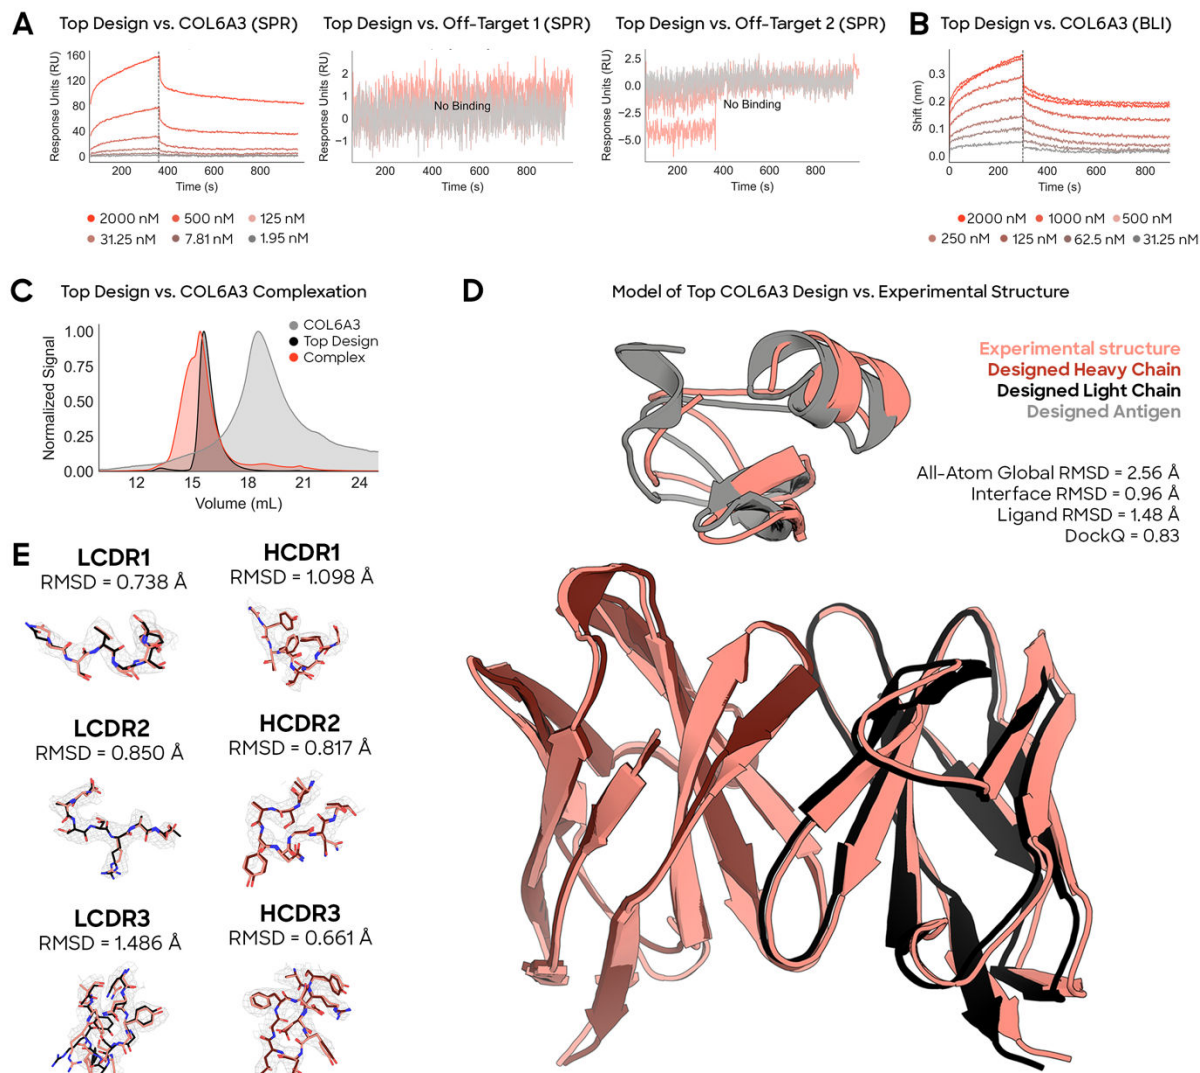 A
Top Design vs. COL6A3 (SPR)
Response Units (RU)
160
120
80
40
0
200
400
600
800
Time (s)
2000 nM
500 nM
125 nM
31.25 nM
7.81 nM
1.95 nM
Top Design vs. Off-Target 1 (SPR)
Response Units (RU)
2
1
0
−1
No Binding
200
400
600
800
Time (s)
Top Design vs. Off-Target 2 (SPR)
Response Units (RU)
2.5
0.0
−2.5
−5.0
No Binding
200
400
600
800
Time (s)
B
Top Design vs. COL6A3 (BLI)
Shift (nm)
0.3
0.2
0.1
0.0
0
200
400
600
800
Time (s)
2000 nM
1000 nM
500 nM
250 nM
125 nM
62.5 nM
31.25 nM
C
Top Design vs. COL6A3 Complexation
Normalized Signal
1.00
0.75
0.50
0.25
0.00
COL6A3
Top Design
Complex
12
15
18
21
24
Volume (mL)
D
Model of Top COL6A3 Design vs. Experimental Structure
Experimental structure
Designed Heavy Chain
Designed Light Chain
Designed Antigen
All-Atom Global RMSD = 2.56 Å
Interface RMSD = 0.96 Å
Ligand RMSD = 1.48 Å
DockQ = 0.83
E
LCDR1
RMSD = 0.738 Å
HCDR1
RMSD = 1.098 Å
LCDR2
RMSD = 0.850 Å
HCDR2
RMSD = 0.817 Å
LCDR3
RMSD = 1.486 Å
HCDR3
RMSD = 0.661 Å